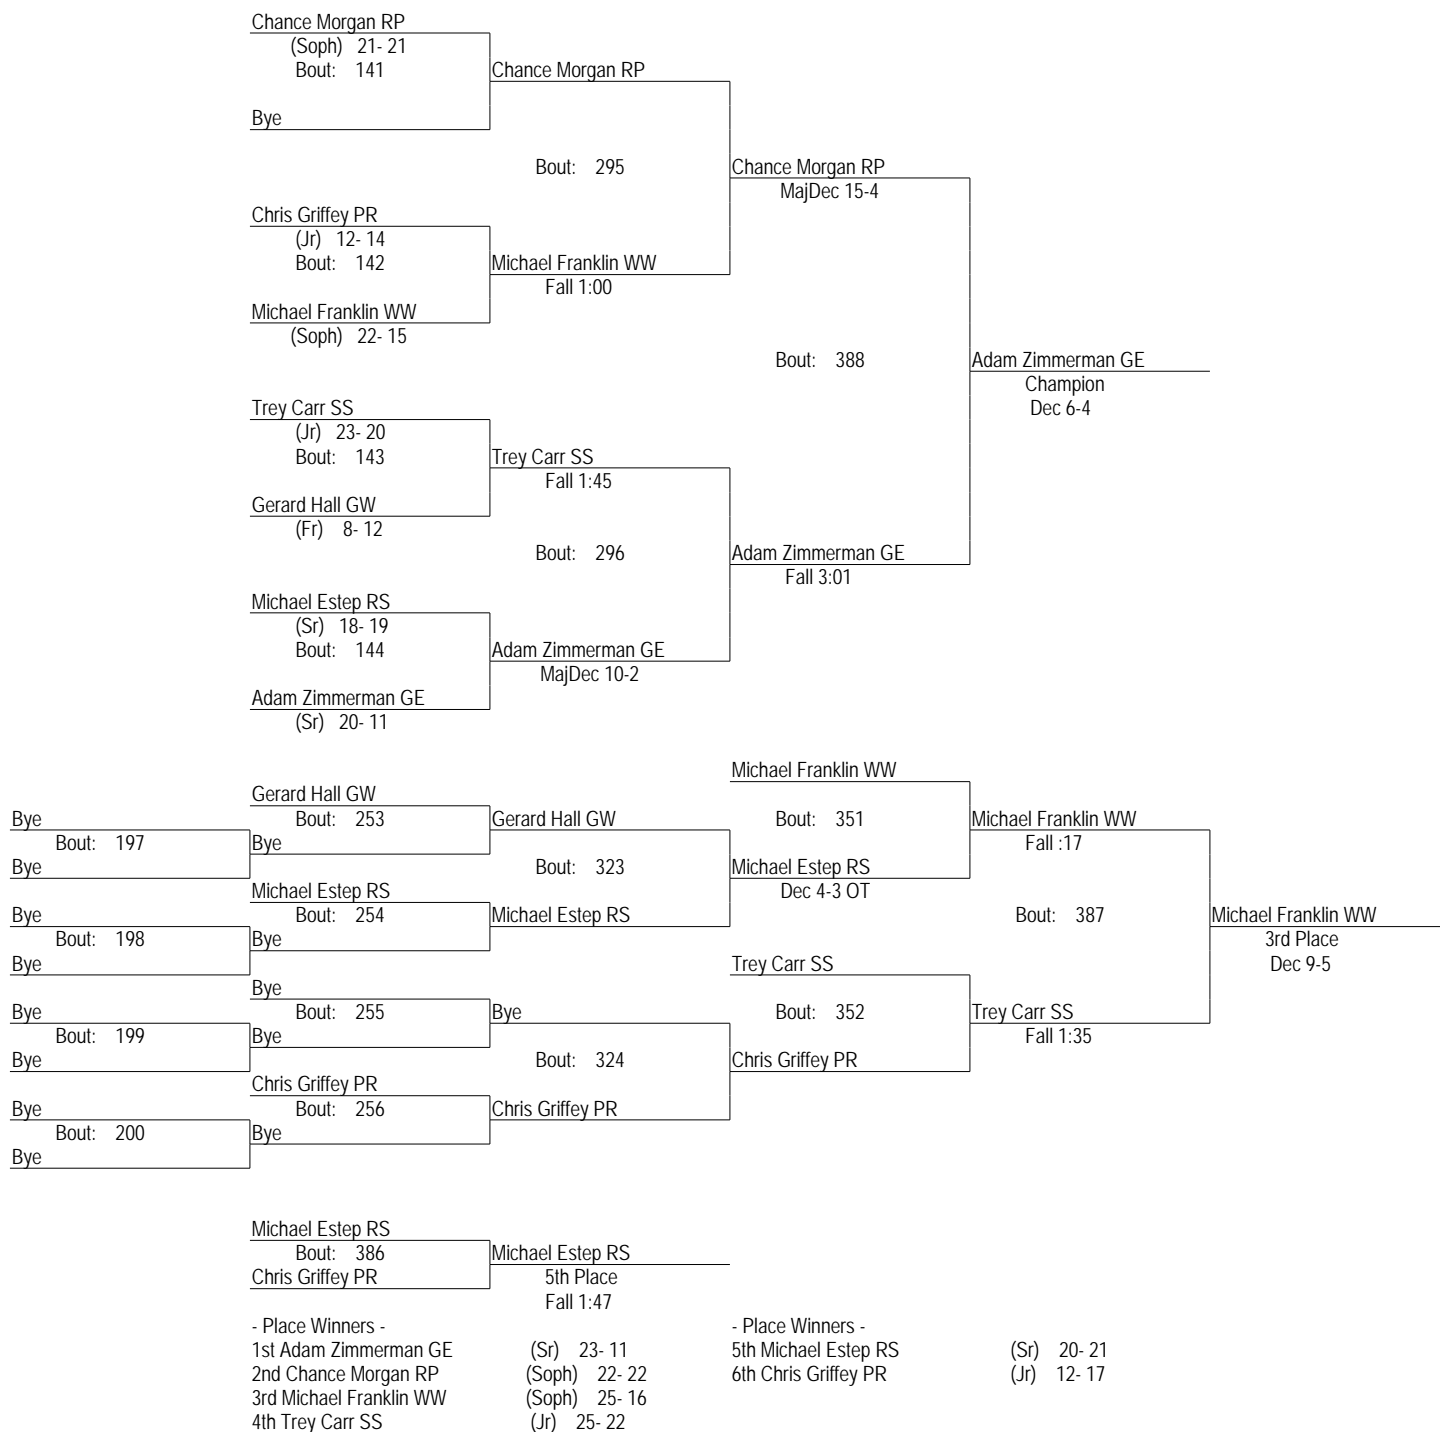 Chance Morgan RP
(Soph) 21- 21
Bout: 141
Chance Morgan RP
Bye
Bout: 295
Chance Morgan RP
MajDec 15-4
Chris Griffey PR
(Jr) 12- 14
Bout: 142
Michael Franklin WW
Fall 1:00
Michael Franklin WW
(Soph) 22- 15
Bout: 388
Adam Zimmerman GE
Champion
Dec 6-4
Trey Carr SS
(Jr) 23- 20
Bout: 143
Trey Carr SS
Fall 1:45
Gerard Hall GW
(Fr) 8- 12
Bout: 296
Adam Zimmerman GE
Fall 3:01
Michael Estep RS
(Sr) 18- 19
Bout: 144
Adam Zimmerman GE
MajDec 10-2
Adam Zimmerman GE
(Sr) 20- 11
Michael Franklin WW
Gerard Hall GW
Bye
Bout: 253
Gerard Hall GW
Bout: 351
Michael Franklin WW
Bout: 197
Bye
Fall :17
Bye
Bout: 323
Michael Estep RS
Michael Estep RS
Dec 4-3 OT
Bye
Bout: 254
Michael Estep RS
Bout: 387
Michael Franklin WW
Bout: 198
Bye
3rd Place
Bye
Trey Carr SS
Dec 9-5
Bye
Bye
Bout: 255
Bye
Bout: 352
Trey Carr SS
Bout: 199
Bye
Fall 1:35
Bye
Bout: 324
Chris Griffey PR
Chris Griffey PR
Bye
Bout: 256
Chris Griffey PR
Bout: 200
Bye
Bye
Michael Estep RS
Bout: 386
Michael Estep RS
Chris Griffey PR
5th Place
Fall 1:47
- Place Winners -
1st Adam Zimmerman GE (Sr) 23- 11
2nd Chance Morgan RP (Soph) 22- 22
3rd Michael Franklin WW (Soph) 25- 16
4th Trey Carr SS (Jr) 25- 22
- Place Winners -
5th Michael Estep RS (Sr) 20- 21
6th Chris Griffey PR (Jr) 12- 17